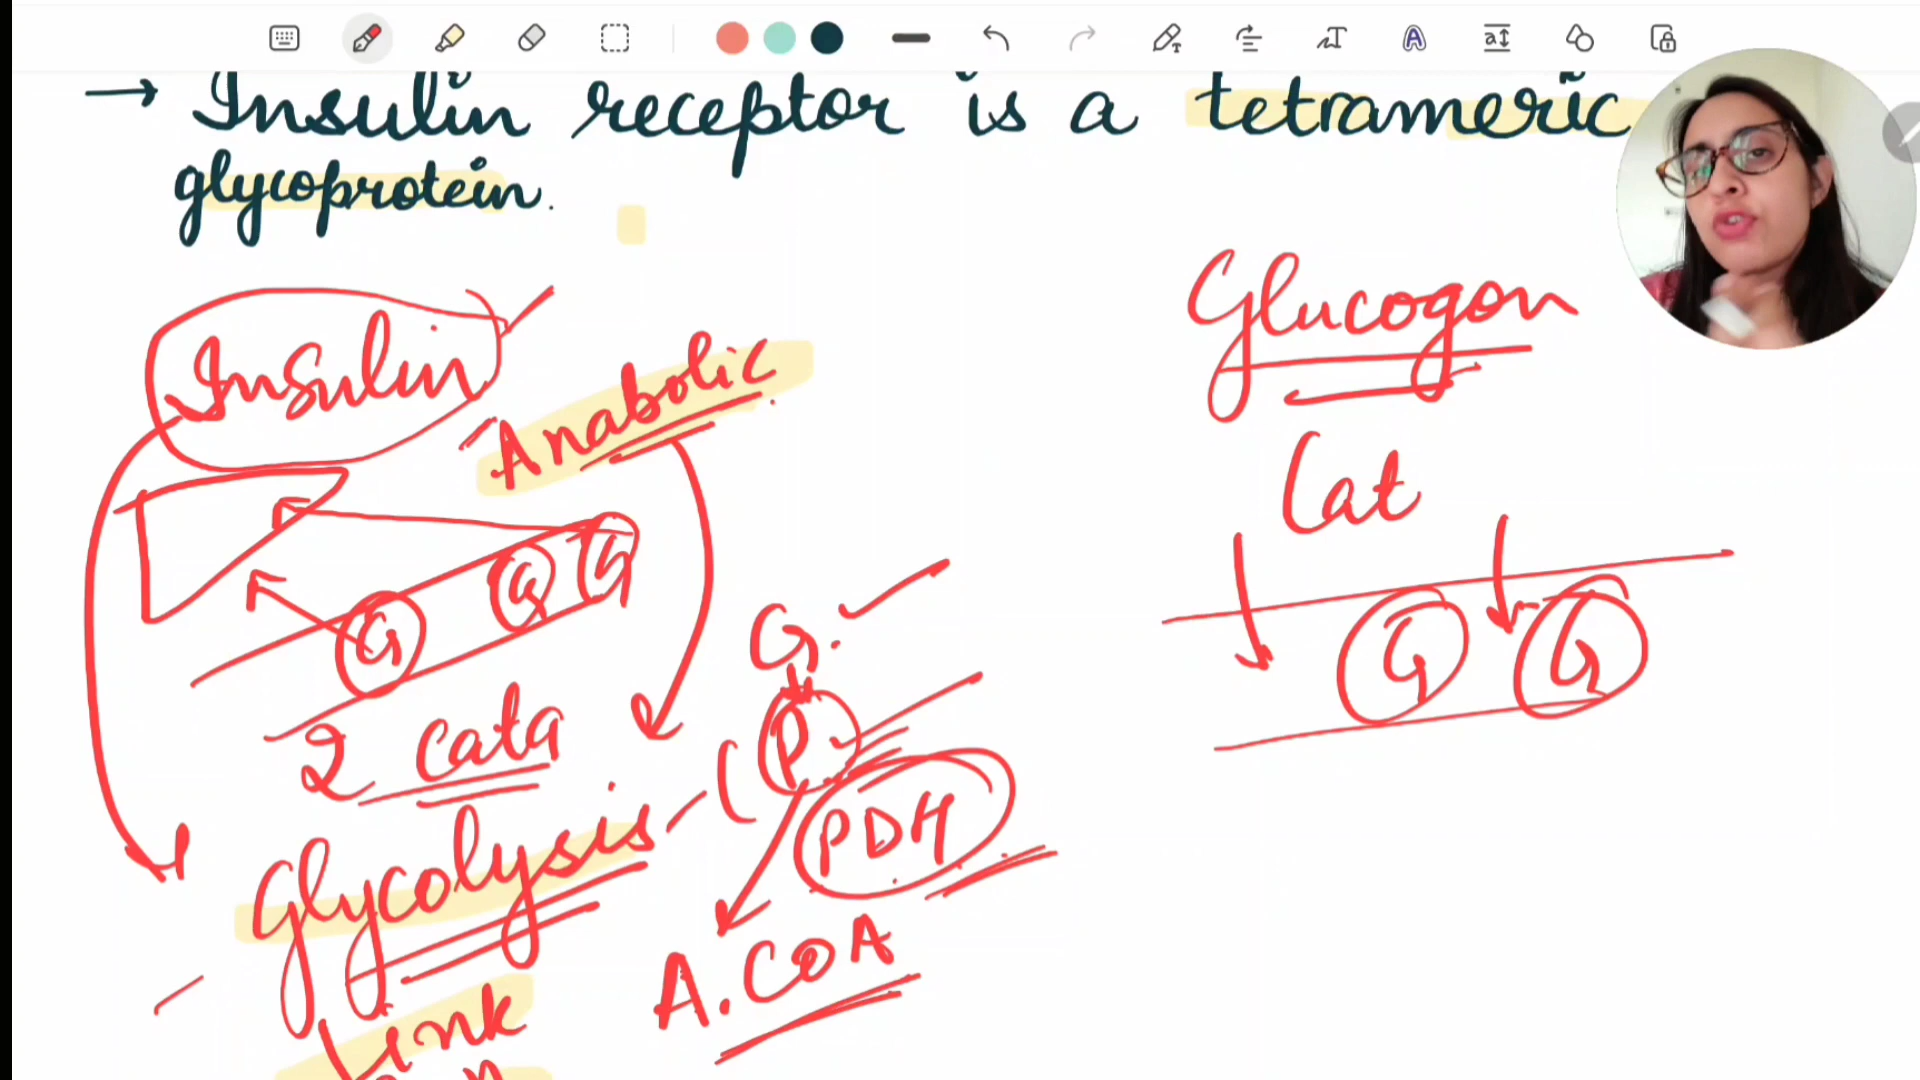 → Insulin receptor is a tetrameric
glycoprotein.
Insulin
Anabolic
Glucogon
Cat
G G G
G.
P
G G
2 cata
PDH
Glycolysis
A. COA
Link